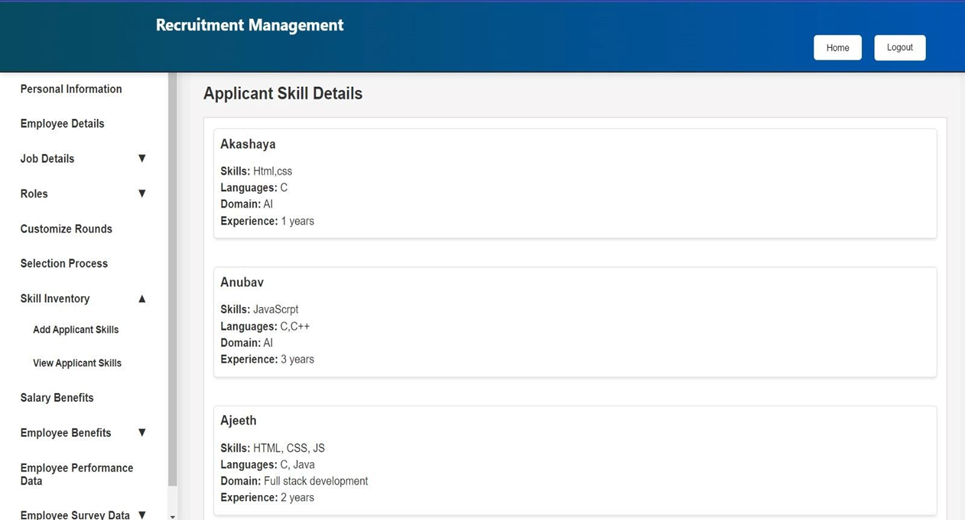 Recruitment Management
Home
Logout
Personal Information
Employee Details
Job Details ▼
Roles ▼
Customize Rounds
Selection Process
Skill Inventory ▲
Add Applicant Skills
View Applicant Skills
Salary Benefits
Employee Benefits ▼
Employee Performance
Data
Employee Survey Data ▼
Applicant Skill Details
Akashaya
Skills: Html,css
Languages: C
Domain: AI
Experience: 1 years
Anubav
Skills: JavaScrpt
Languages: C,C++
Domain: AI
Experience: 3 years
Ajeeth
Skills: HTML, CSS, JS
Languages: C, Java
Domain: Full stack development
Experience: 2 years